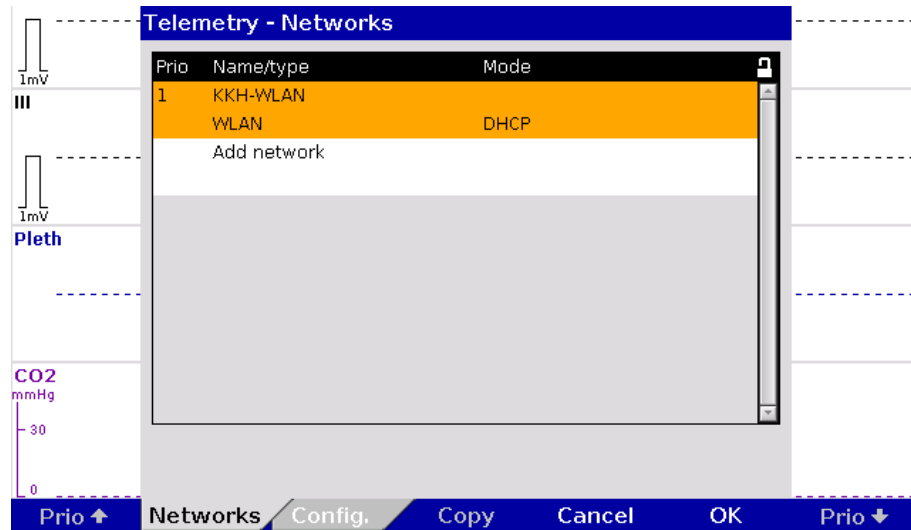 Telemetry - Networks
Prio Name/type Mode
1 KKH-WLAN
WLAN DHCP
Add network
1mV
III
1mV
Pleth
CO2
mmHg
30
0
Prio Networks Config. Copy Cancel OK Prio